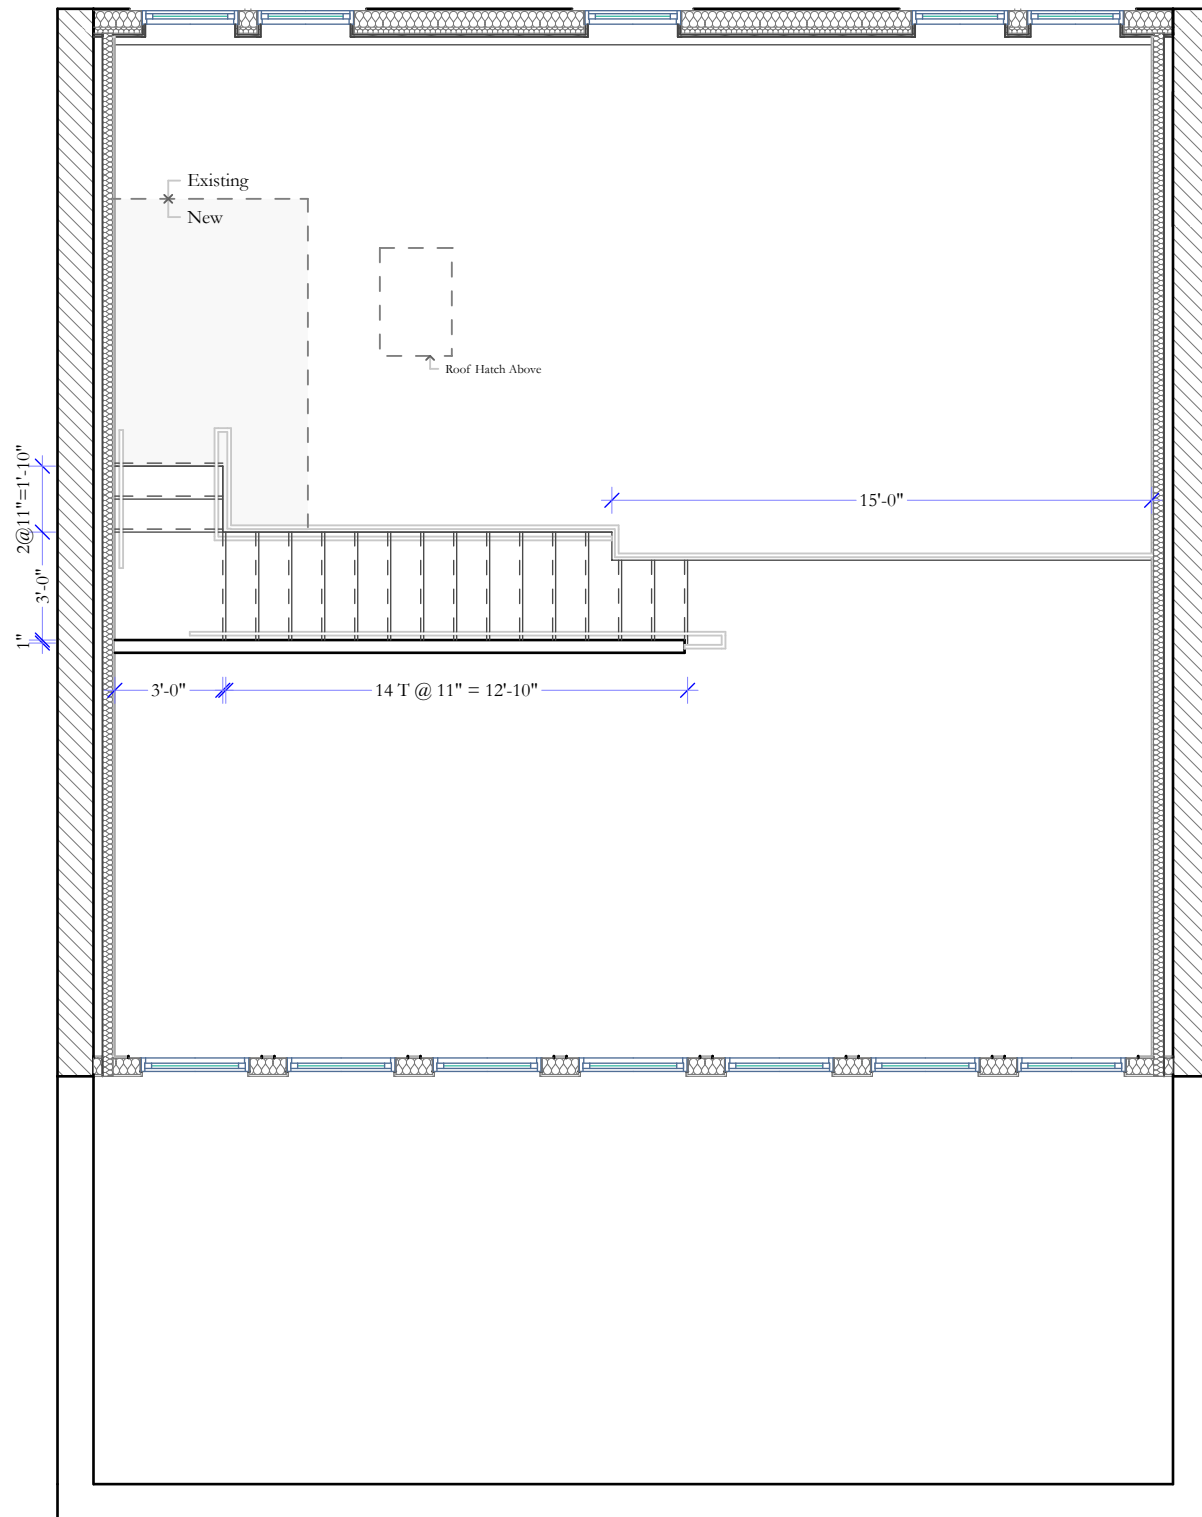 Existing
New
Roof Hatch Above
2@11"=1'-10"
15'-0"
3'-0"
1"
3'-0"
14 T @ 11" = 12'-10"